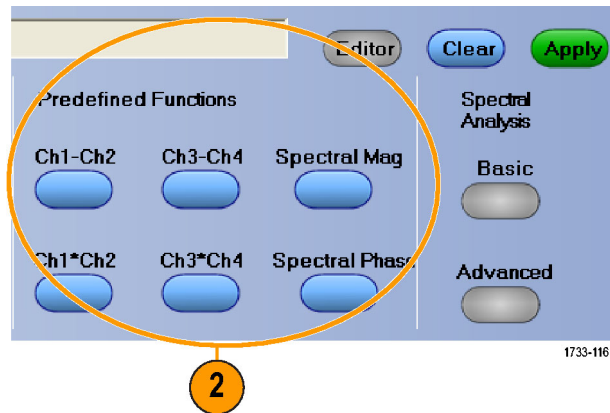 Editor Clear Apply
Predefined Functions
Spectral
Analysis
Ch1-Ch2 Ch3-Ch4 Spectral Mag
Basic
Ch1*Ch2 Ch3*Ch4 Spectral Phase
Advanced
1733-116
2